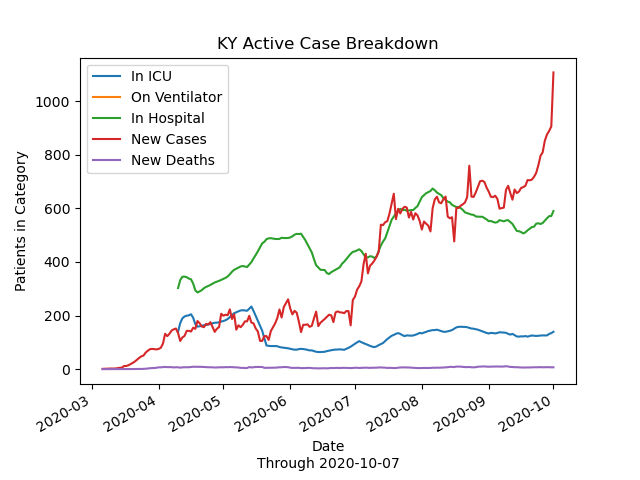 KY Active Case Breakdown
In ICU
On Ventilator
In Hospital
New Cases
New Deaths
Patients in Category
1000
800
600
400
200
0
2020-03
2020-04
2020-05
2020-06
2020-07
2020-08
2020-09
2020-10
Date
Through 2020-10-07